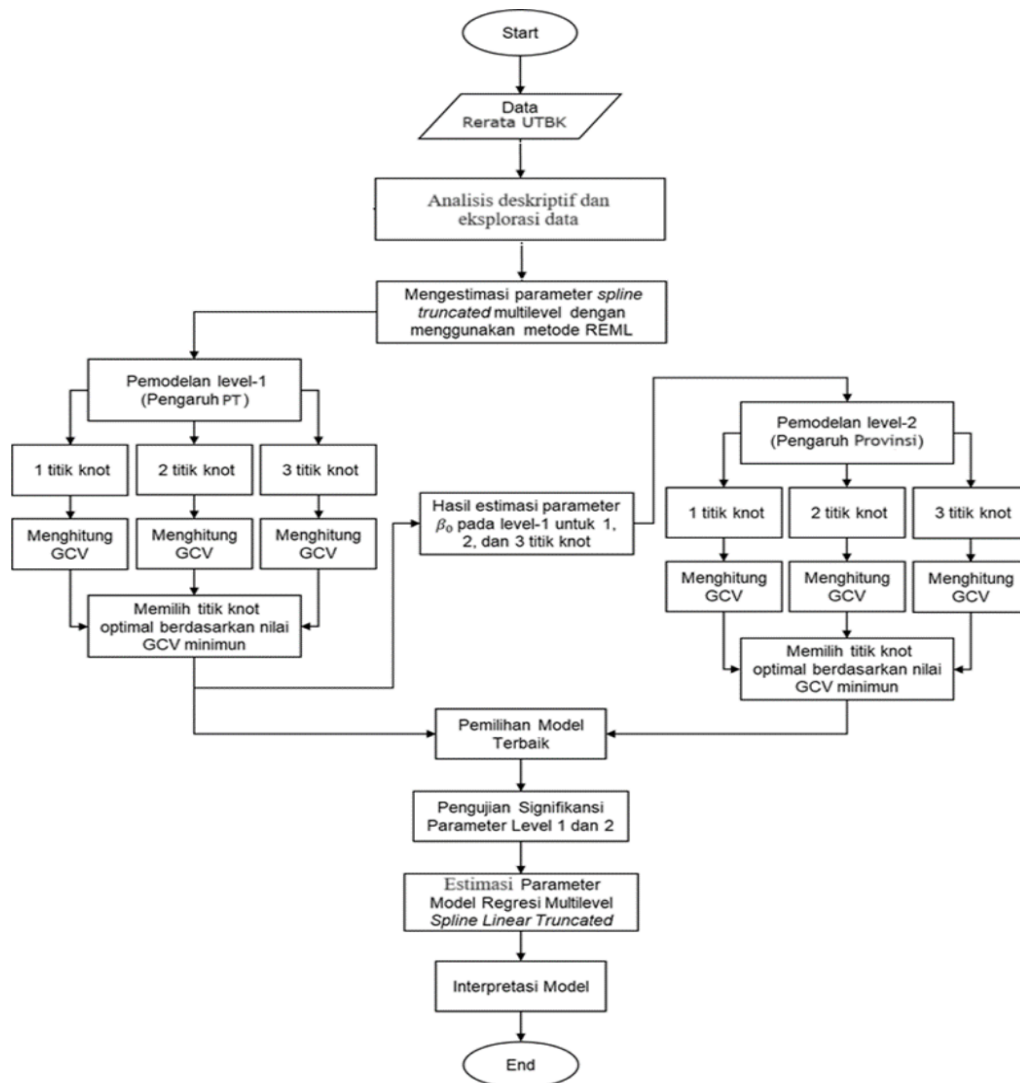 Start
Data
Rerata UTBK
Analisis deskriptif dan
eksplorasi data
Mengestimasi parameter spline
truncated multilevel dengan
menggunakan metode REML
Pemodelan level-1
(Pengaruh PT)
1 titik knot
2 titik knot
3 titik knot
Menghitung
GCV
Menghitung
GCV
Menghitung
GCV
Memilih titik knot
optimal berdasarkan nilai
GCV minimun
Hasil estimasi parameter
β₀ pada level-1 untuk 1,
2, dan 3 titik knot
Pemodelan level-2
(Pengaruh Provinsi)
1 titik knot
2 titik knot
3 titik knot
Menghitung
GCV
Menghitung
GCV
Menghitung
GCV
Memilih titik knot
optimal berdasarkan nilai
GCV minimun
Pemilihan Model
Terbaik
Pengujian Signifikansi
Parameter Level 1 dan 2
Estimasi Parameter
Model Regresi Multilevel
Spline Linear Truncated
Interpretasi Model
End